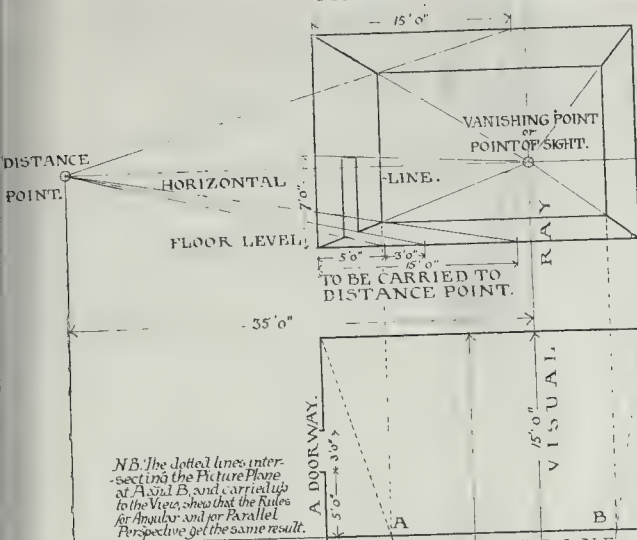 15'0"
VANISHING POINT
or
POINT OF SIGHT.
DISTANCE
POINT.
HORIZONTAL
LINE.
7'0"
FLOOR LEVEL
5'0" 3'0"
15'0"
TO BE CARRIED TO
DISTANCE POINT.
VISUAL RAY
35'0"
15'0"
A DOORWAY.
5'0" 3'0"
N.B. The dotted lines inter-
-secting the Picture Plane
at A and B, and carried up
to the View, shew that the Rules
for Angular and for Parallel
Perspective get the same result.
A
B